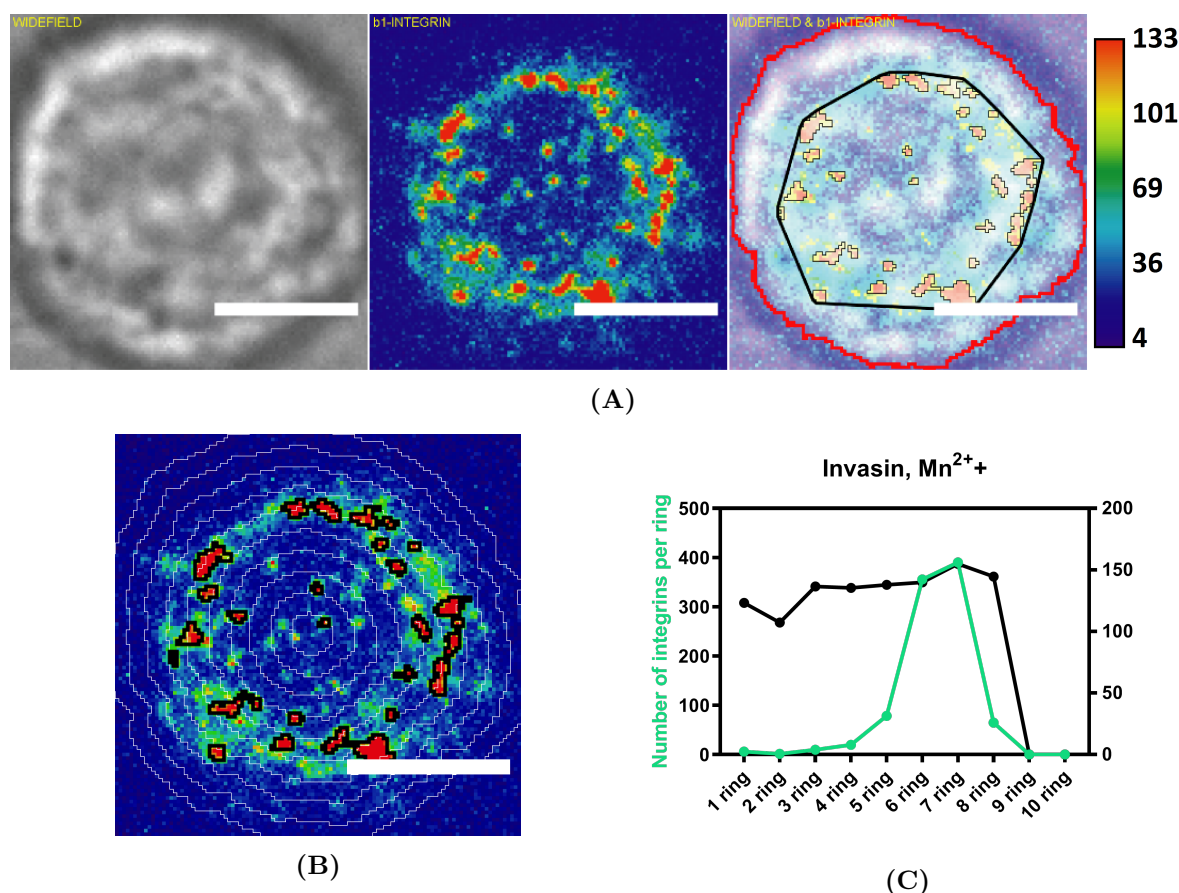 WIDEFIELD
b1-INTEGRIN
WIDEFIELD & b1-INTEGRIN
133
101
69
36
4
(A)
(B)
Invasin, Mn2++
Number of integrins per ring
500
400
300
200
100
0
200
150
100
50
0
1 ring
2 ring
3 ring
4 ring
5 ring
6 ring
7 ring
8 ring
9 ring
10 ring
(C)